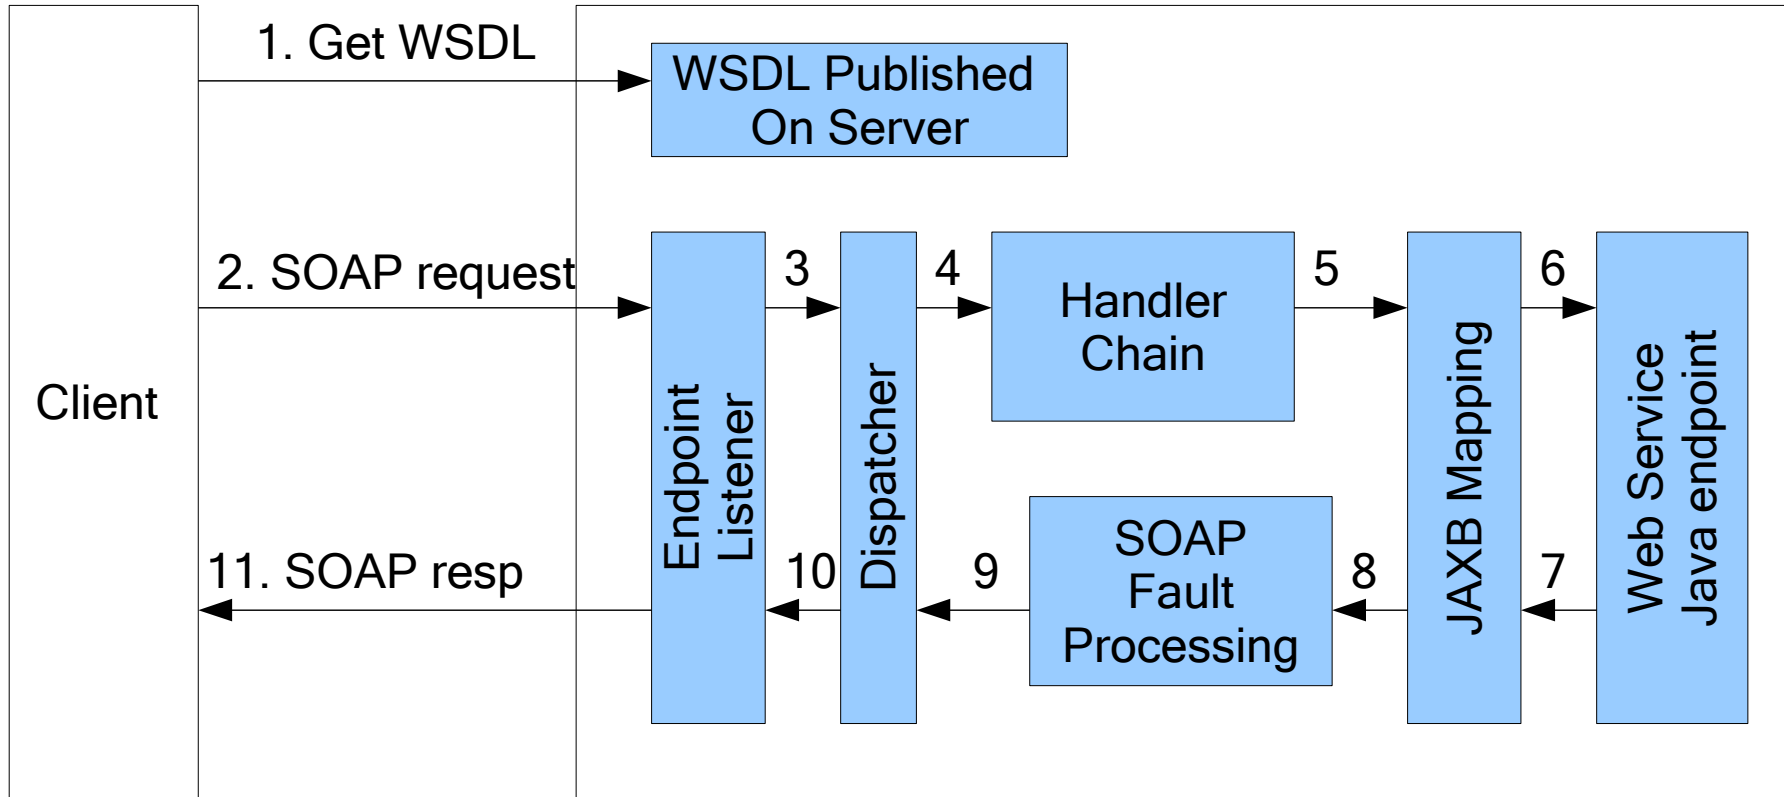 1. Get WSDL
WSDL Published
On Server
2. SOAP request
3
4
5
6
Handler
Chain
Client
Endpoint
Listener
Dispatcher
JAXB Mapping
Web Service
Java endpoint
SOAP
Fault
Processing
11. SOAP resp
10
9
8
7